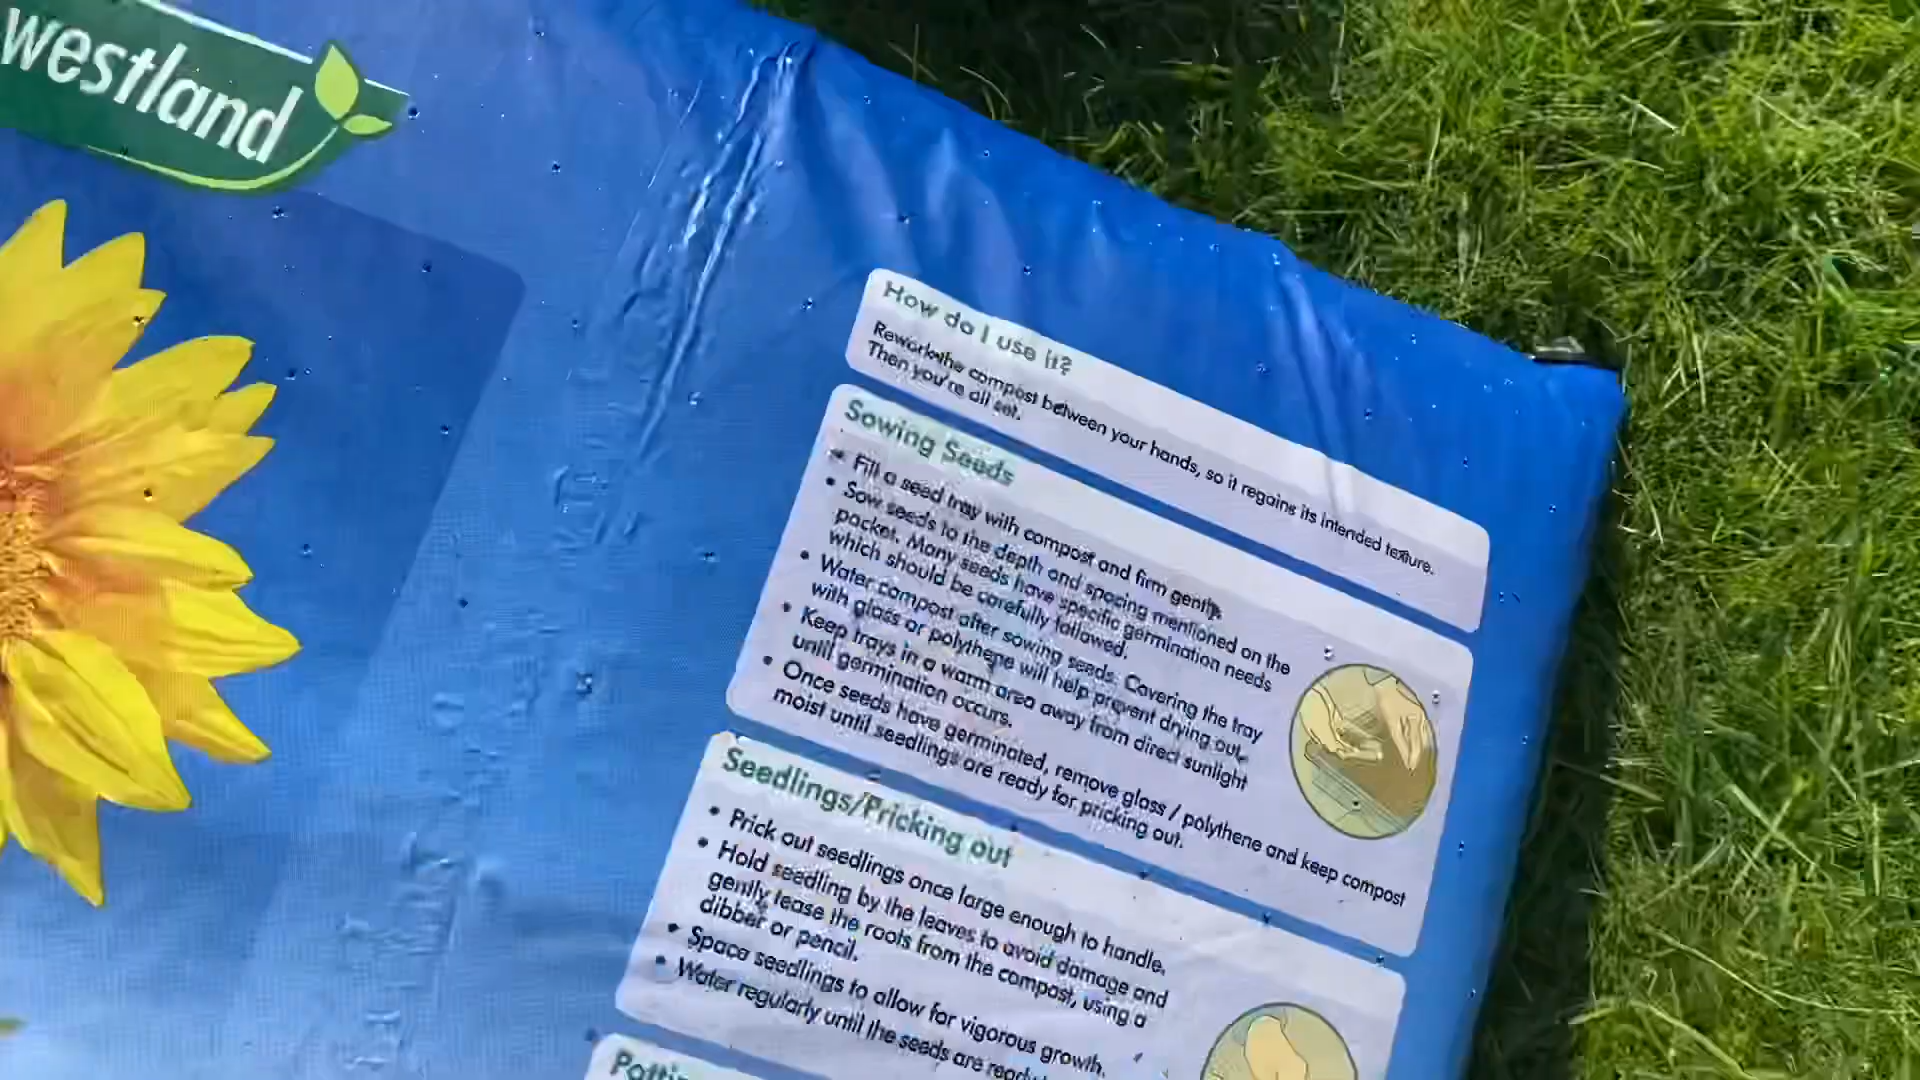 westland
How do I use it?
Rework the compost between your hands, so it regains its intended texture.
Then you're all set.
Sowing Seeds
• Fill a seed tray with compost and firm gently.
• Sow seeds to the depth and spacing mentioned on the
packet. Many seeds have specific germination needs
which should be carefully followed.
• Water compost after sowing seeds. Covering the tray
with glass or polythene will help prevent drying out.
• Keep trays in a warm area away from direct sunlight
until germination occurs.
• Once seeds have germinated, remove glass / polythene and keep compost
moist until seedlings are ready for pricking out.
Seedlings/Pricking out
• Prick out seedlings once large enough to handle.
• Hold seedling by the leaves to avoid damage and
gently tease the roots from the compost, using a
dibber or pencil.
• Space seedlings to allow for vigorous growth.
• Water regularly until the seeds are ready